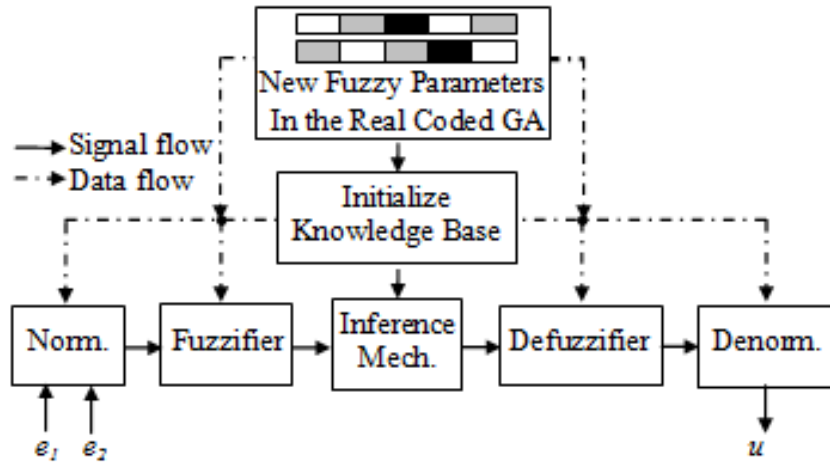 New Fuzzy Parameters
In the Real Coded GA
Signal flow
Data flow
Initialize
Knowledge Base
Norm.
Fuzzifier
Inference
Mech.
Defuzzifier
Denorm.
e1 e2
u